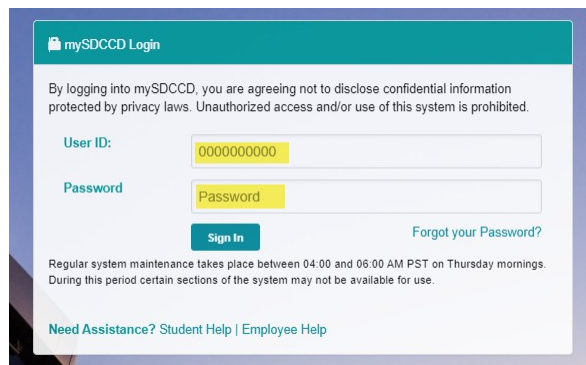 mySDCCD Login
By logging into mySDCCD, you are agreeing not to disclose confidential information
protected by privacy laws. Unauthorized access and/or use of this system is prohibited.
User ID:
0000000000
Password
Password
Sign In
Forgot your Password?
Regular system maintenance takes place between 04:00 and 06:00 AM PST on Thursday mornings.
During this period certain sections of the system may not be available for use.
Need Assistance? Student Help | Employee Help